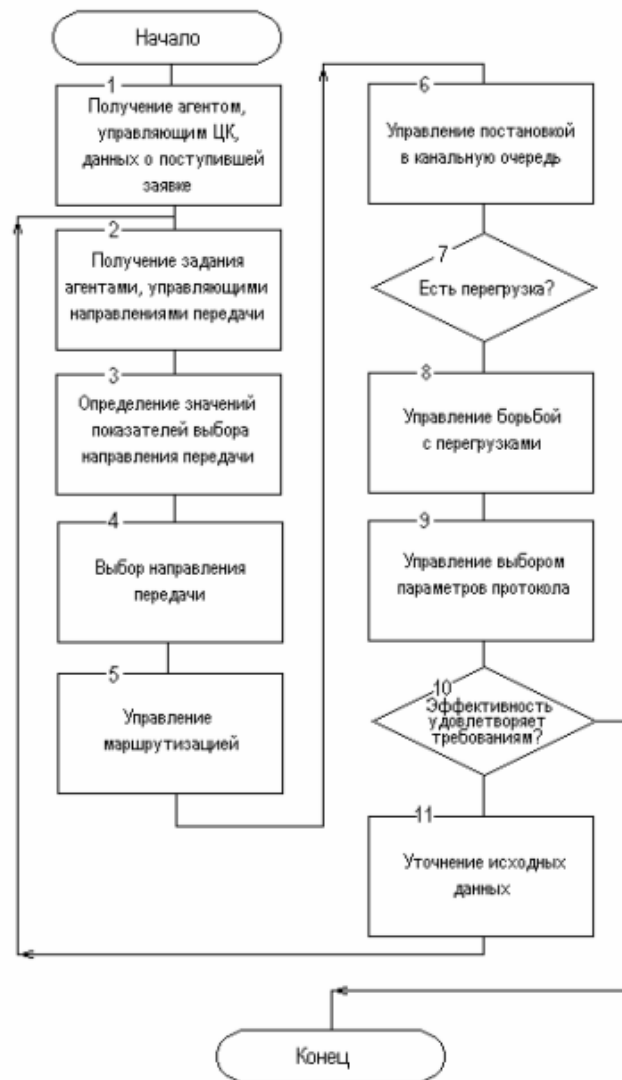 Начало
1
Получение агентом,
управляющим ЦК,
данных о поступившей
заявке
2
Получение задания
агентами, управляющими
направлениями передачи
3
Определение значений
показателей выбора
направления передачи
4
Выбор направления
передачи
5
Управление
маршрутизацией
6
Управление постановкой
в канальную очередь
7
Есть перегрузка?
8
Управление борьбой
с перегрузками
9
Управление выбором
параметров протокола
10
Эффективность
удовлетворяет
требованиям?
11
Уточнение исходных
данных
Конец